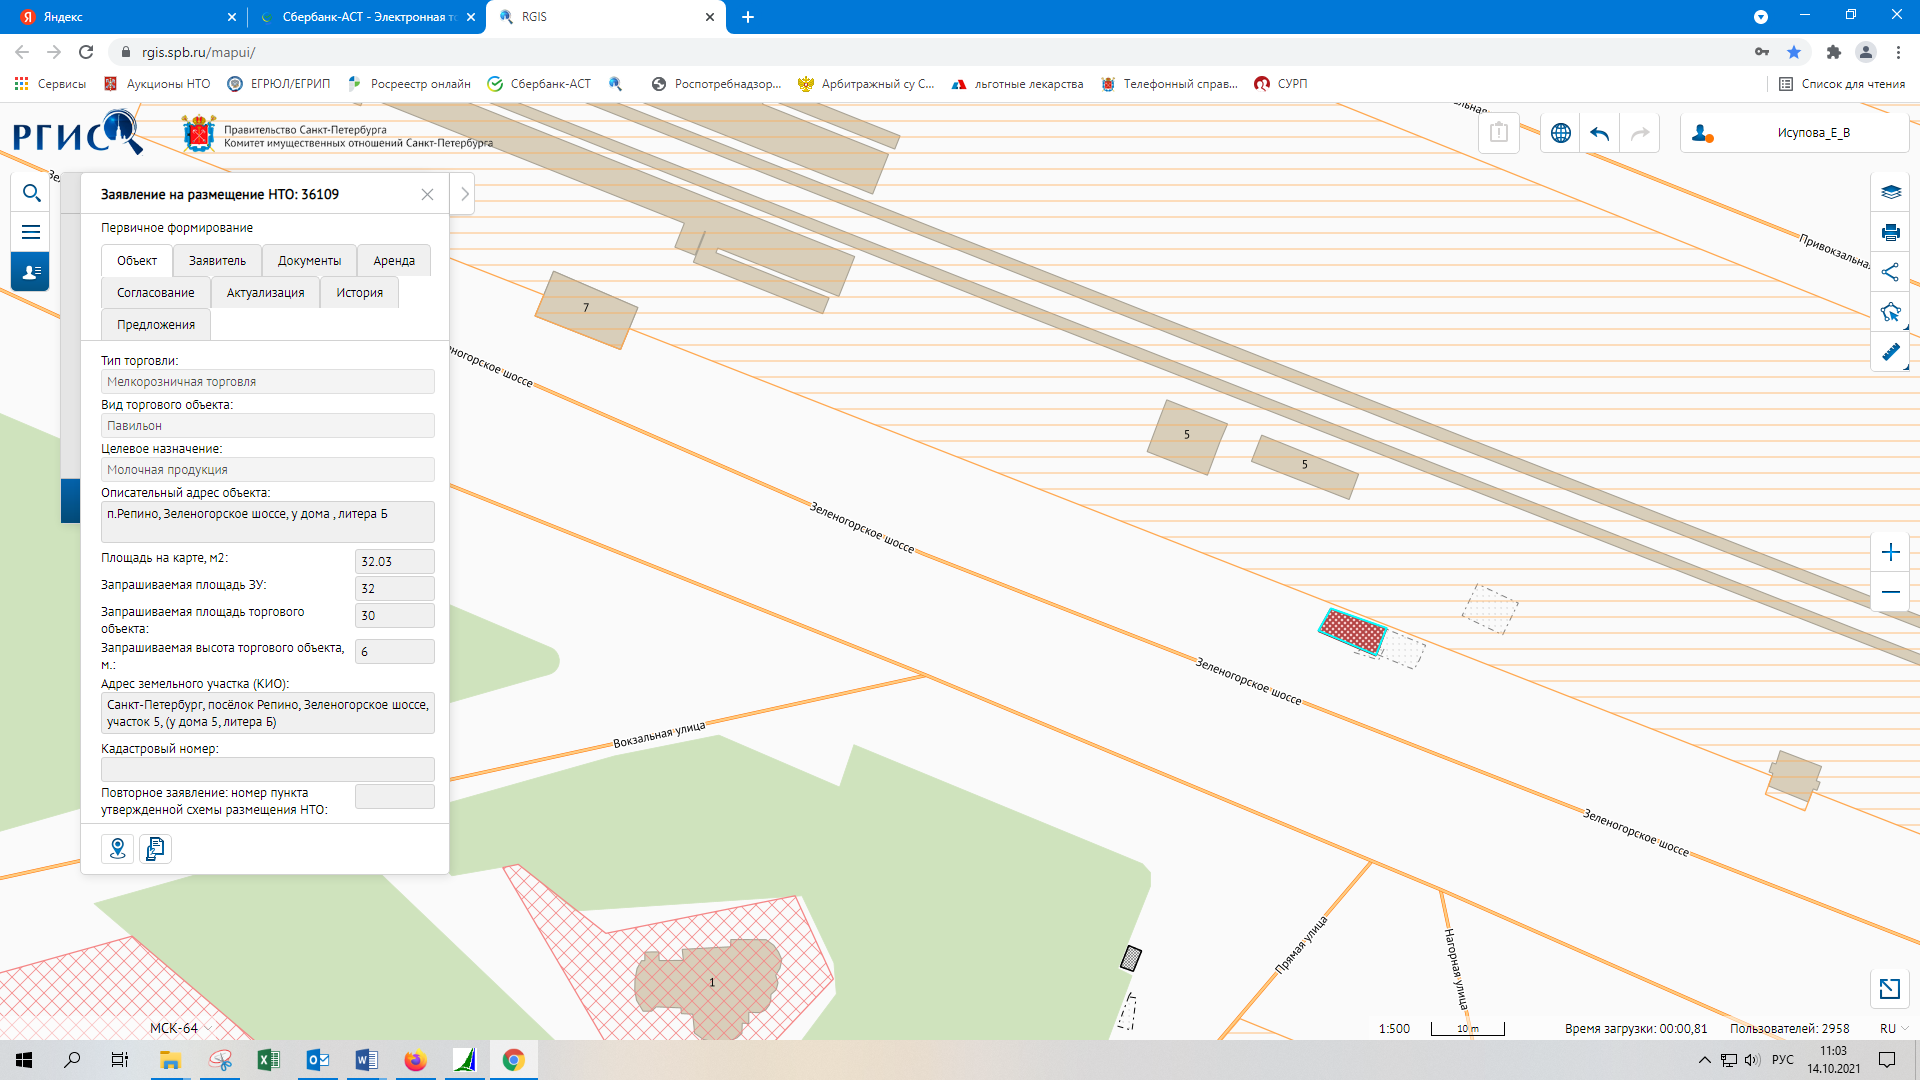 Яндекс
Сбербанк-АСТ - Электронная то
RGIS
rgis.spb.ru/mapui/
Сервисы
Аукционы НТО
ЕГРЮЛ/ЕГРИП
Росреестр онлайн
Сбербанк-АСТ
Роспотребнадзор...
Арбитражный су С...
льготные лекарства
Телефонный справ...
СУРП
Список для чтения
РГИС
Правительство Санкт-Петербурга
Комитет имущественных отношений Санкт-Петербурга
Исупова_Е_В
Заявление на размещение НТО: 36109
Первичное формирование
Объект
Заявитель
Документы
Аренда
Согласование
Актуализация
История
Предложения
Тип торговли:
Мелкорозничная торговля
Вид торгового объекта:
Павильон
Целевое назначение:
Молочная продукция
Описательный адрес объекта:
п.Репино, Зеленогорское шоссе, у дома , литера Б
Площадь на карте, м2:
32.03
Запрашиваемая площадь ЗУ:
32
Запрашиваемая площадь торгового
объекта:
30
Запрашиваемая высота торгового объекта,
м.:
6
Адрес земельного участка (КИО):
Санкт-Петербург, посёлок Репино, Зеленогорское шоссе,
участок 5, (у дома 5, литера Б)
Кадастровый номер:
Повторное заявление: номер пункта
утвержденной схемы размещения НТО:
Привокзальная
7
еногорское шоссе
5
5
Зеленогорское шоссе
Зеленогорское шоссе
Вокзальная улица
Зеленогорское шоссе
Прямая улица
Нагорная улица
1
МСК-64
1:500
10 m
Время загрузки: 00:00,81
Пользователей: 2958
RU
РУС
11:03
14.10.2021